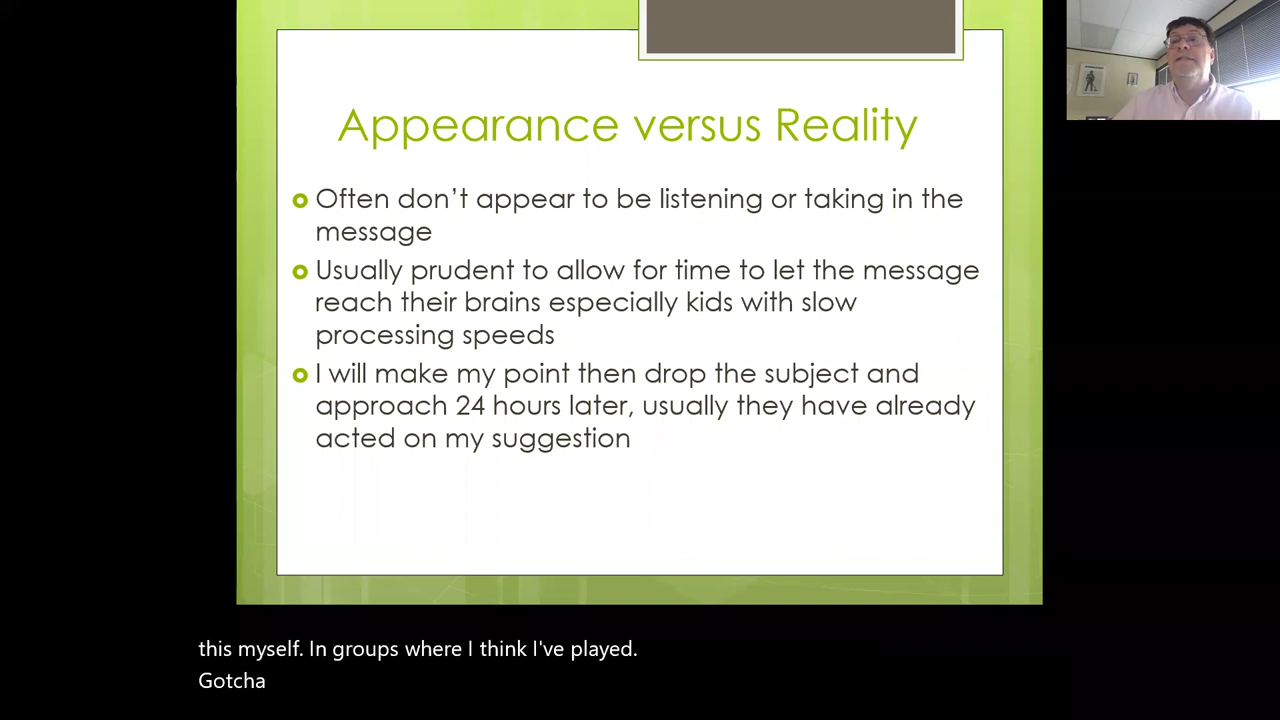 Appearance versus Reality
Often don't appear to be listening or taking in the
message
Usually prudent to allow for time to let the message
reach their brains especially kids with slow
processing speeds
I will make my point then drop the subject and
approach 24 hours later, usually they have already
acted on my suggestion
this myself. In groups where I think I've played.
Gotcha